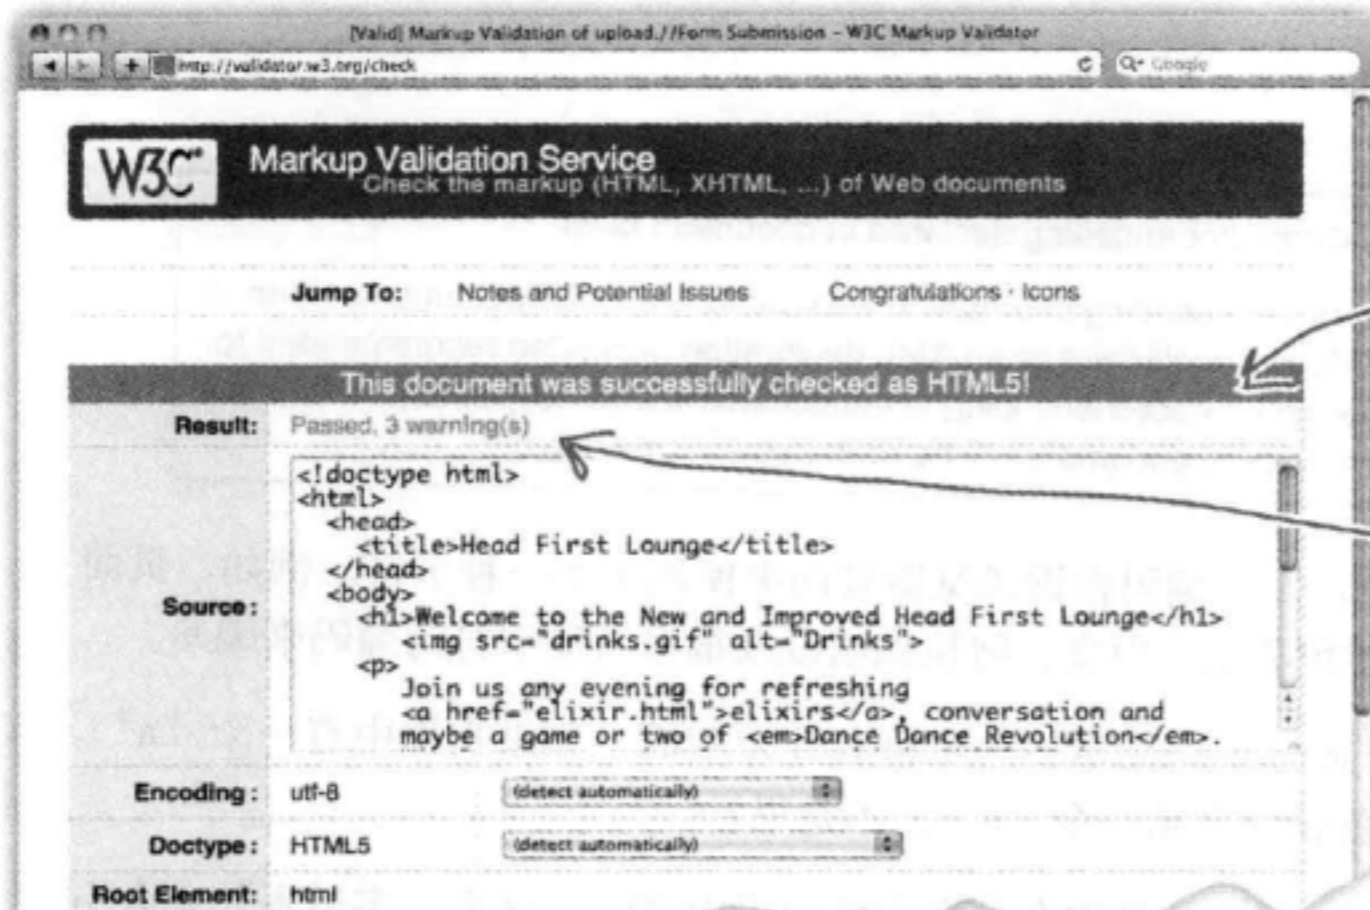 [Valid] Markup Validation of upload,//Form Submission – W3C Markup Validator
http://validator.w3.org/check
Google
W3C
Markup Validation Service
Check the markup (HTML, XHTML, ...) of Web documents
Jump To: Notes and Potential Issues Congratulations · Icons
This document was successfully checked as HTML5!
Result: Passed, 3 warning(s)
<!doctype html>
<html>
<head>
<title>Head First Lounge</title>
</head>
<body>
Source:
<h1>Welcome to the New and Improved Head First Lounge</h1>
<img src="drinks.gif" alt="Drinks">
<p>
Join us any evening for refreshing
<a href="elixir.html">elixirs</a>, conversation and
maybe a game or two of <em>Dance Dance Revolution</em>.
Encoding: utf-8 (detect automatically)
Doctype: HTML5 (detect automatically)
Root Element: html